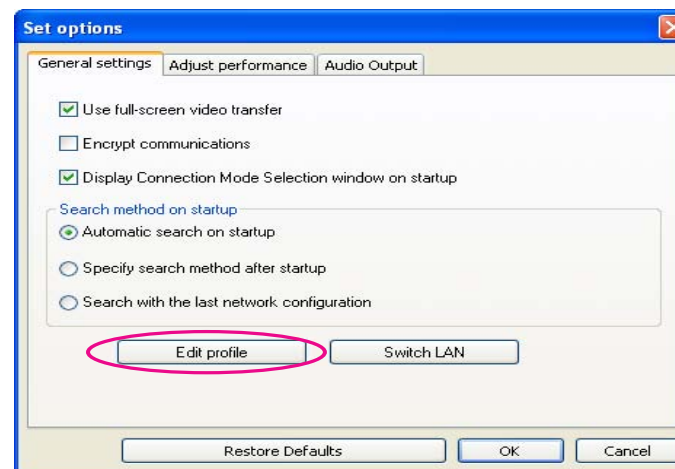 Set options
General settings Adjust performance Audio Output
Use full-screen video transfer
Encrypt communications
Display Connection Mode Selection window on startup
Search method on startup
Automatic search on startup
Specify search method after startup
Search with the last network configuration
Edit profile Switch LAN
Restore Defaults OK Cancel